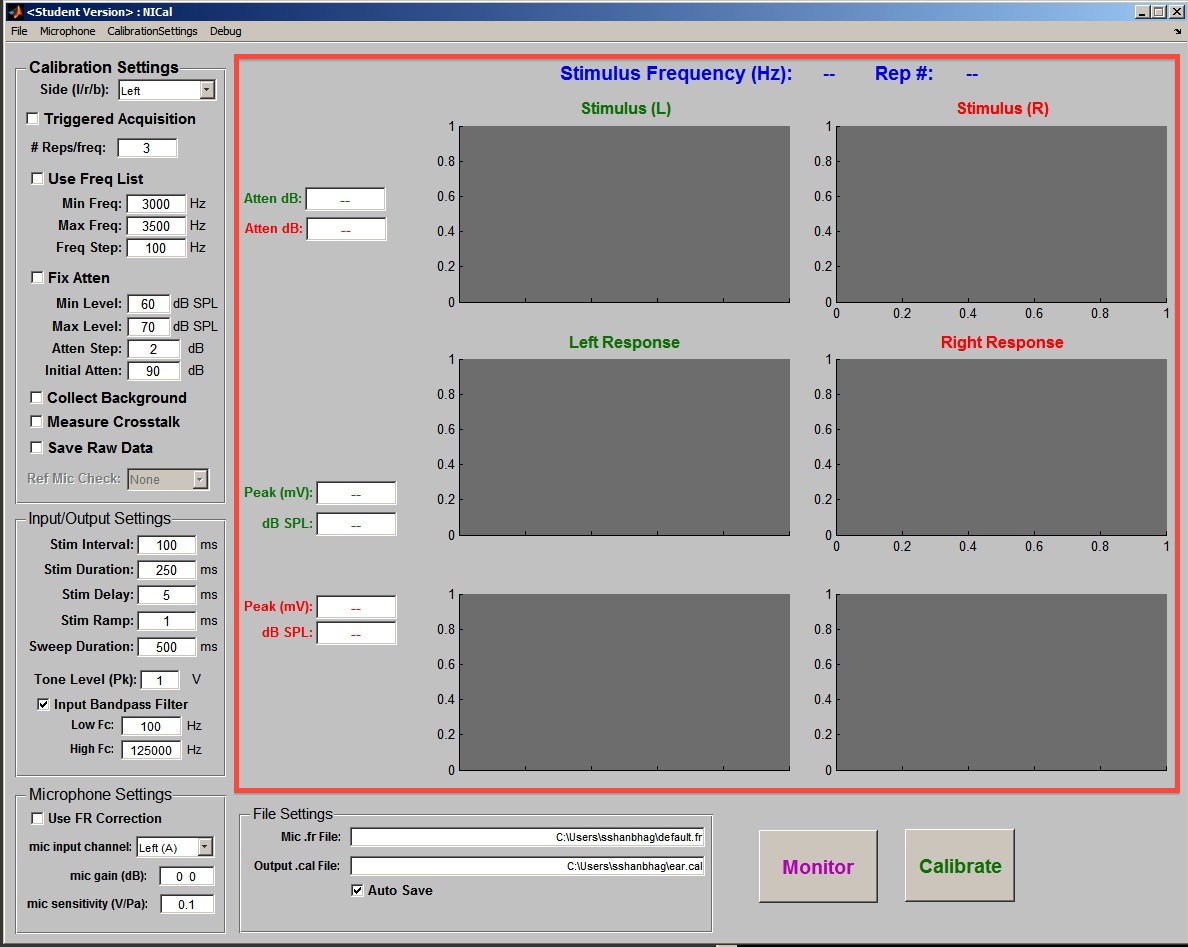 <Student Version> : NICal
File Microphone CalibrationSettings Debug
Calibration Settings
Side (l/r/b): Left
Triggered Acquisition
# Reps/freq: 3
Use Freq List
Min Freq: 3000 Hz
Max Freq: 3500 Hz
Freq Step: 100 Hz
Fix Atten
Min Level: 60 dB SPL
Max Level: 70 dB SPL
Atten Step: 2 dB
Initial Atten: 90 dB
Collect Background
Measure Crosstalk
Save Raw Data
Ref Mic Check: None
Input/Output Settings
Stim Interval: 100 ms
Stim Duration: 250 ms
Stim Delay: 5 ms
Stim Ramp: 1 ms
Sweep Duration: 500 ms
Tone Level (Pk): 1 V
Input Bandpass Filter
Low Fc: 100 Hz
High Fc: 125000 Hz
Microphone Settings
Use FR Correction
mic input channel: Left (A)
mic gain (dB): 0 0
mic sensitivity (V/Pa): 0.1
Stimulus Frequency (Hz): -- Rep #: --
Atten dB: --
Atten dB: --
Peak (mV): --
dB SPL: --
Peak (mV): --
dB SPL: --
Stimulus (L)
1
0.8
0.6
0.4
0.2
0
Stimulus (R)
1
0.8
0.6
0.4
0.2
0
0 0.2 0.4 0.6 0.8 1
Left Response
1
0.8
0.6
0.4
0.2
0
Right Response
1
0.8
0.6
0.4
0.2
0
0 0.2 0.4 0.6 0.8 1
1
0.8
0.6
0.4
0.2
0
1
0.8
0.6
0.4
0.2
0
File Settings
Mic .fr File: C:\Users\sshanbhag\default.fr
Output .cal File: C:\Users\sshanbhag\ear.cal
Auto Save
Monitor
Calibrate